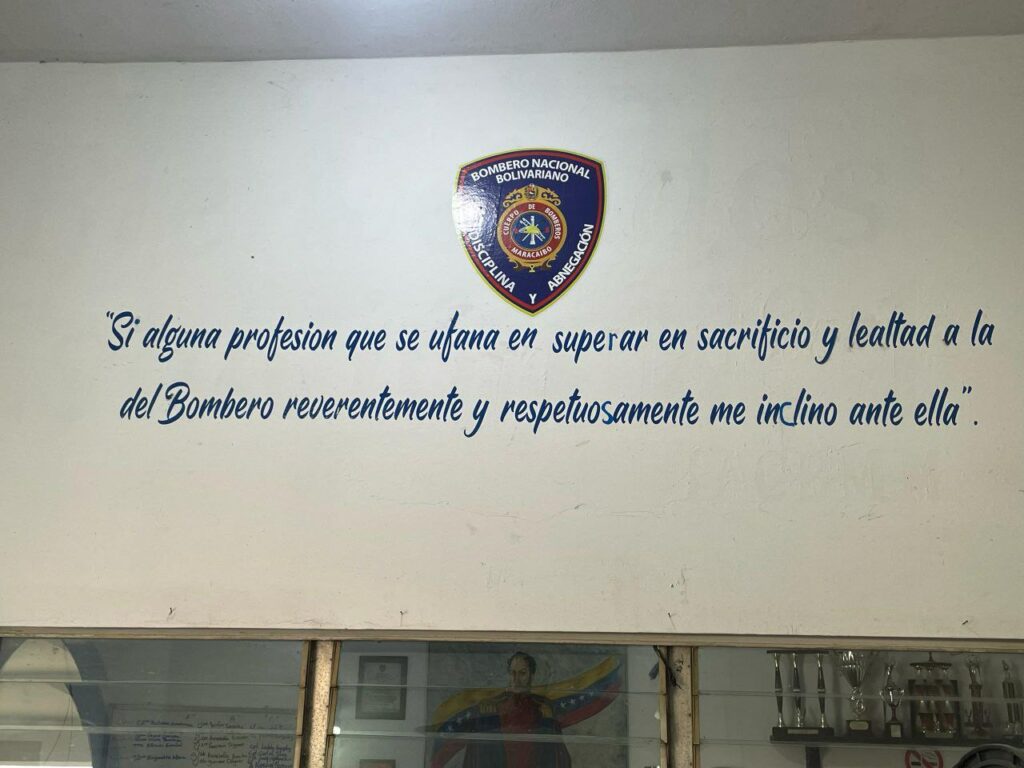 BOMBERO NACIONAL
BOLIVARIANO
CUERPO DE BOMBEROS
MARACAIBO
DISCIPLINA Y ABNEGACIÓN
"Si alguna profesion que se ufana en superar en sacrificio y lealtad a la
del Bombero reverentemente y respetuosamente me inclino ante ella".